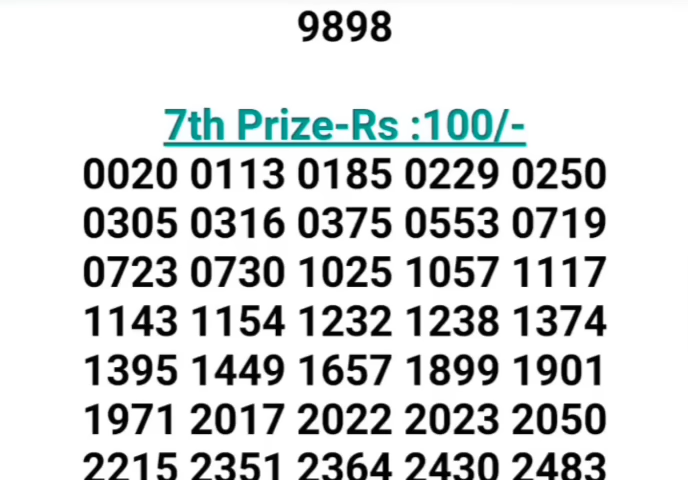 9898
7th Prize-Rs :100/-
0020 0113 0185 0229 0250
0305 0316 0375 0553 0719
0723 0730 1025 1057 1117
1143 1154 1232 1238 1374
1395 1449 1657 1899 1901
1971 2017 2022 2023 2050
2215 2351 2364 2430 2483